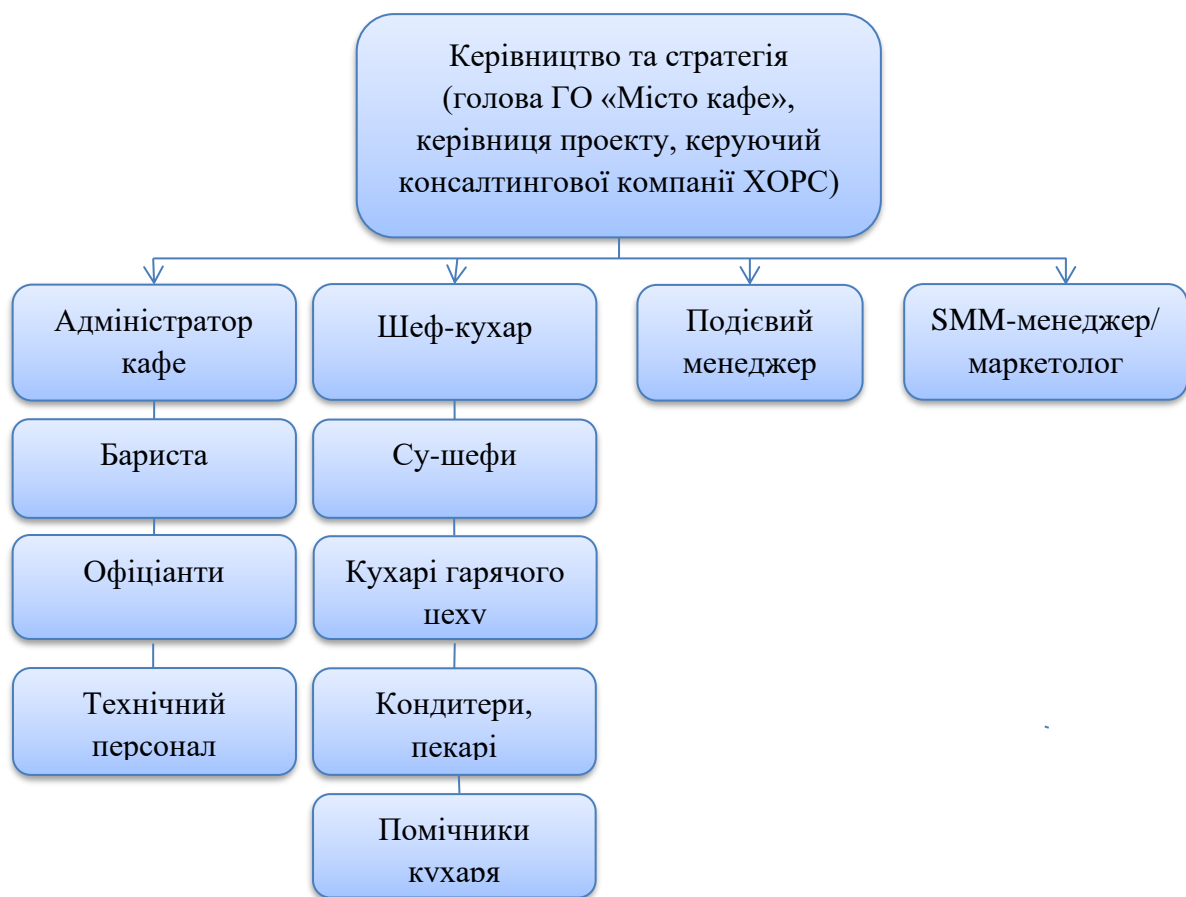 Керівництво та стратегія
(голова ГО «Місто кафе»,
керівниця проекту, керуючий
консалтингової компанії ХОРС)
Адміністратор
кафе
Шеф-кухар
Подієвий
менеджер
SMM-менеджер/
маркетолог
Бариста
Су-шефи
Офіціанти
Кухарі гарячого
цеху
Технічний
персонал
Кондитери,
пекарі
Помічники
кухаря